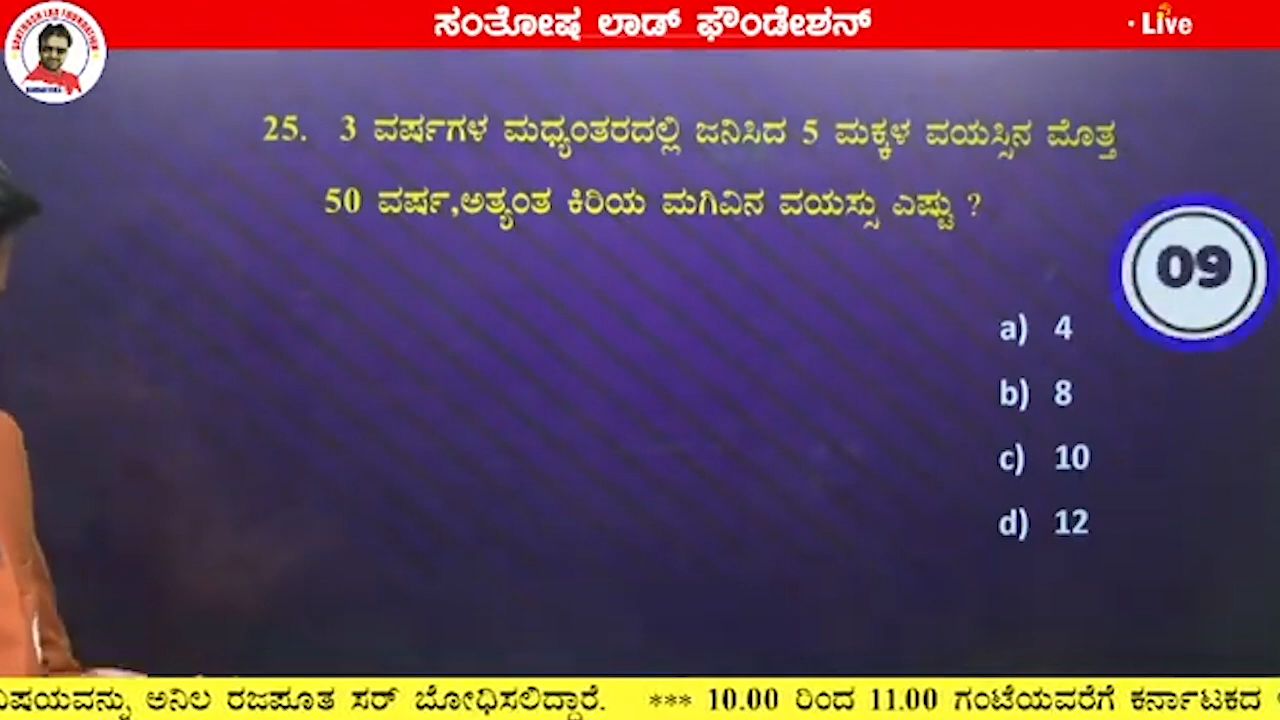 ಸಂತೋಷ ಲಾಡ್ ಫೌಂಡೇಶನ್
Live
25. 3 ವರ್ಷಗಳ ಮಧ್ಯಂತರದಲ್ಲಿ ಜನಿಸಿದ 5 ಮಕ್ಕಳ ವಯಸ್ಸಿನ ಮೊತ್ತ
50 ವರ್ಷ,ಅತ್ಯಂತ ಕಿರಿಯ ಮಗಿವಿನ ವಯಸ್ಸು ಎಷ್ಟು ?
09
a) 4
b) 8
c) 10
d) 12
ಅನಿಲ ರಜಪೂತ ಸರ್ ಬೋಧಿಸಲಿದ್ದಾರೆ. *** 10.00 ರಿಂದ 11.00 ಗಂಟೆಯವರೆಗೆ ಕರ್ನಾಟಕದ